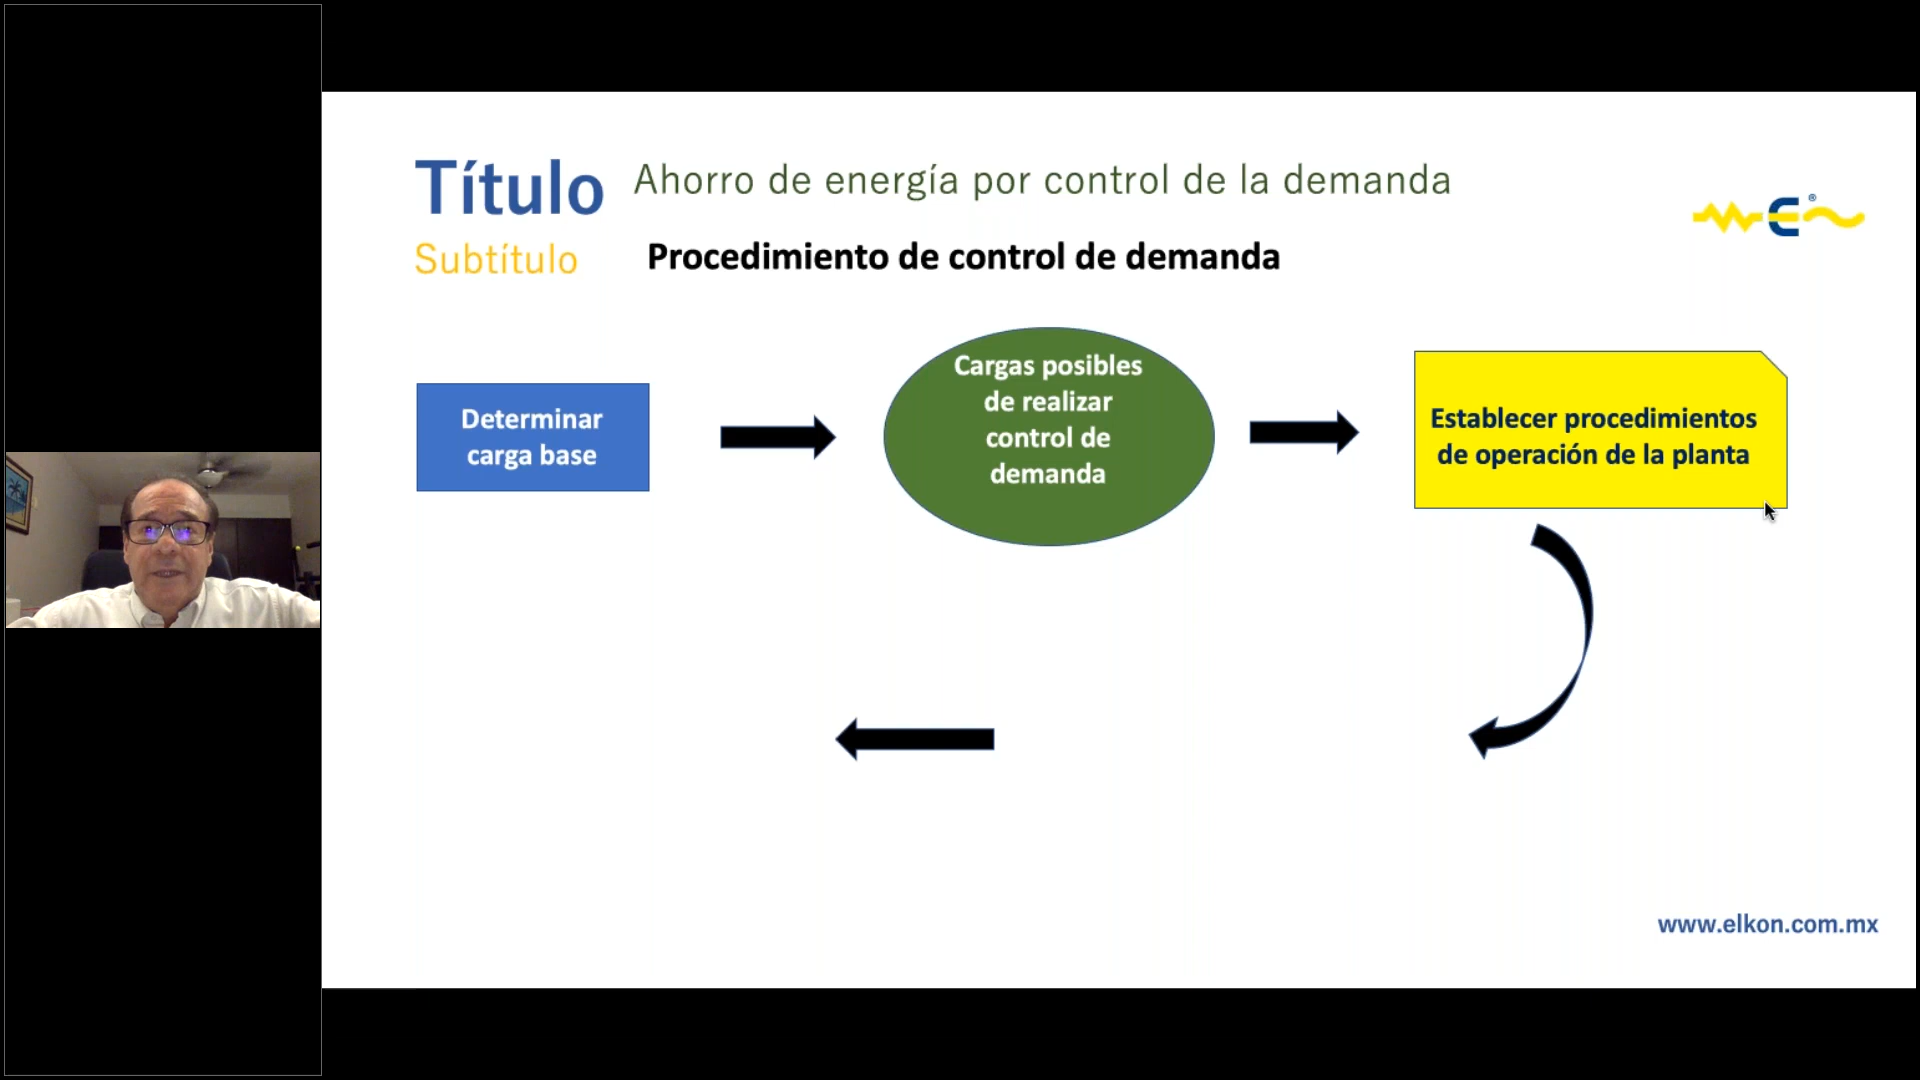 Título
Ahorro de energía por control de la demanda
Subtítulo
Procedimiento de control de demanda
E®
Determinar
carga base
Cargas posibles
de realizar
control de
demanda
Establecer procedimientos
de operación de la planta
www.elkon.com.mx